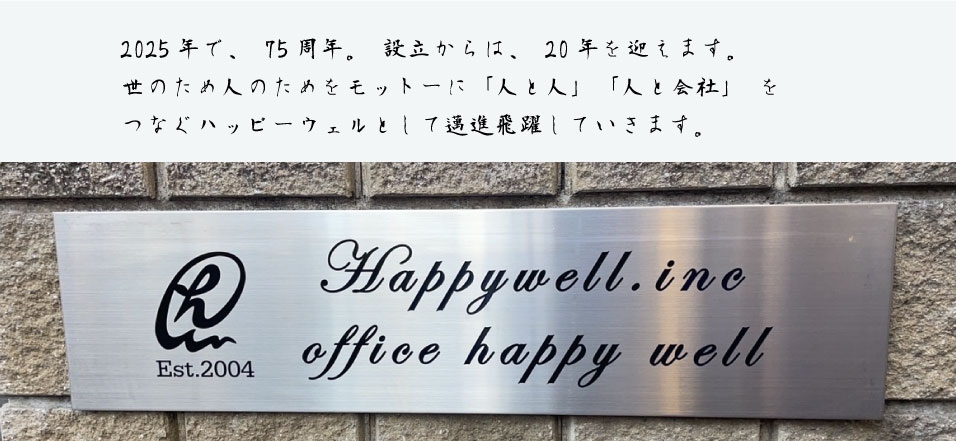 2025年で、 75周年。 設立からは、 20年を迎えます。
世のため人のためをモットーに「人と人」「人と会社」 を
つなぐハッピーウェルとして邁進飛躍していきます。
h
Est.2004
Happywell.inc
office happy well